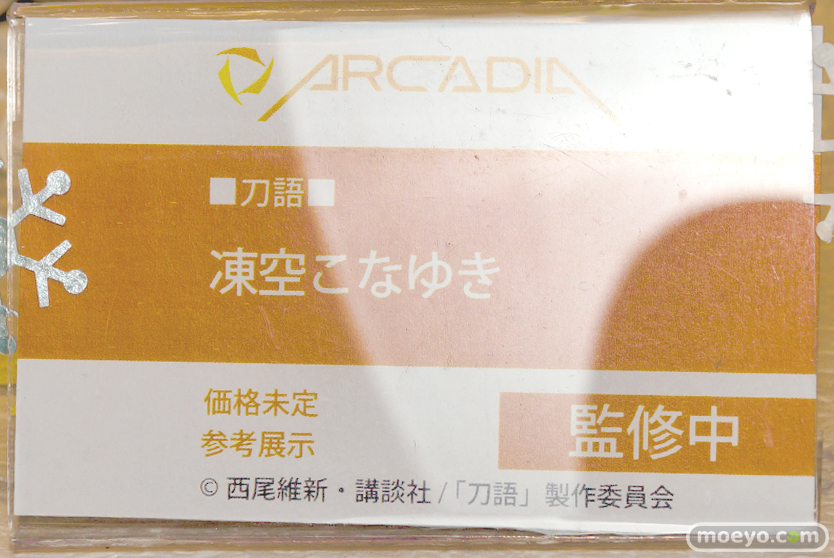 ARCADIA
■刀語■
凍空こなゆき
価格未定
参考展示
監修中
© 西尾維新・講談社 /「刀語」製作委員会
moeyo.com